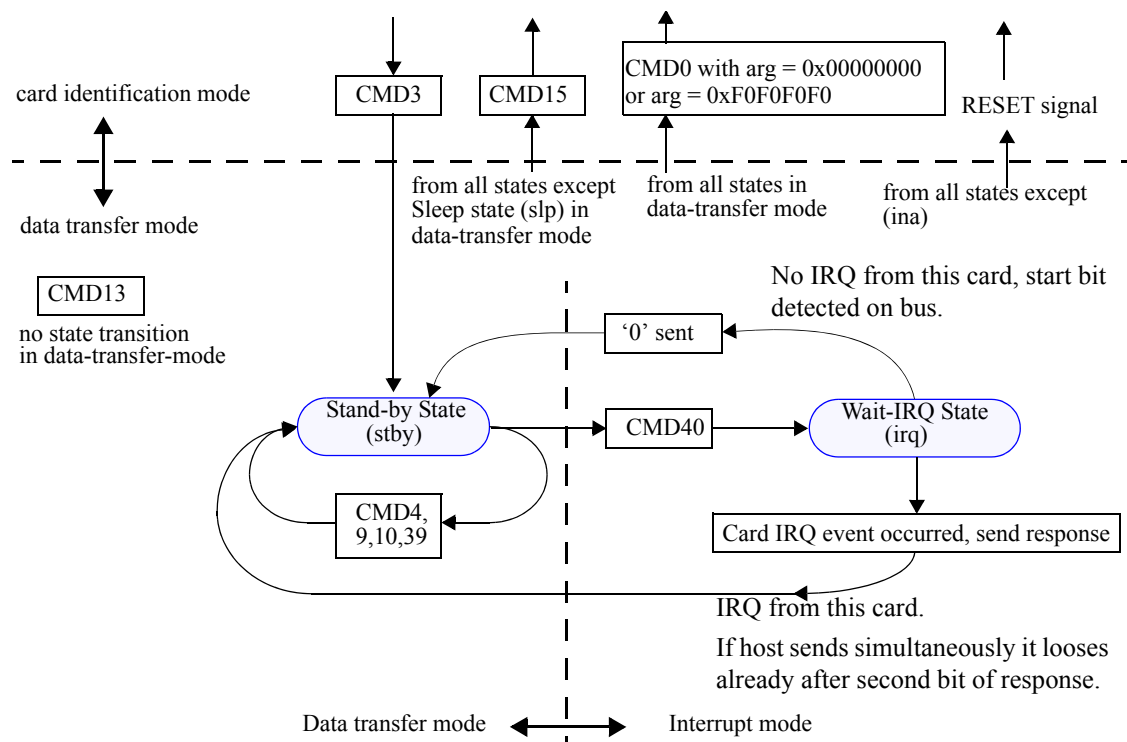 card identification mode
CMD3
CMD15
CMD0 with arg = 0x00000000
or arg = 0xF0F0F0F0
RESET signal
data transfer mode
from all states except
Sleep state (slp) in
data-transfer mode
from all states in
data-transfer mode
from all states except
(ina)
CMD13
no state transition
in data-transfer-mode
No IRQ from this card, start bit
detected on bus.
‘0’ sent
Stand-by State
(stby)
CMD40
Wait-IRQ State
(irq)
CMD4,
9,10,39
Card IRQ event occurred, send response
IRQ from this card.
If host sends simultaneously it looses
already after second bit of response.
Data transfer mode
Interrupt mode